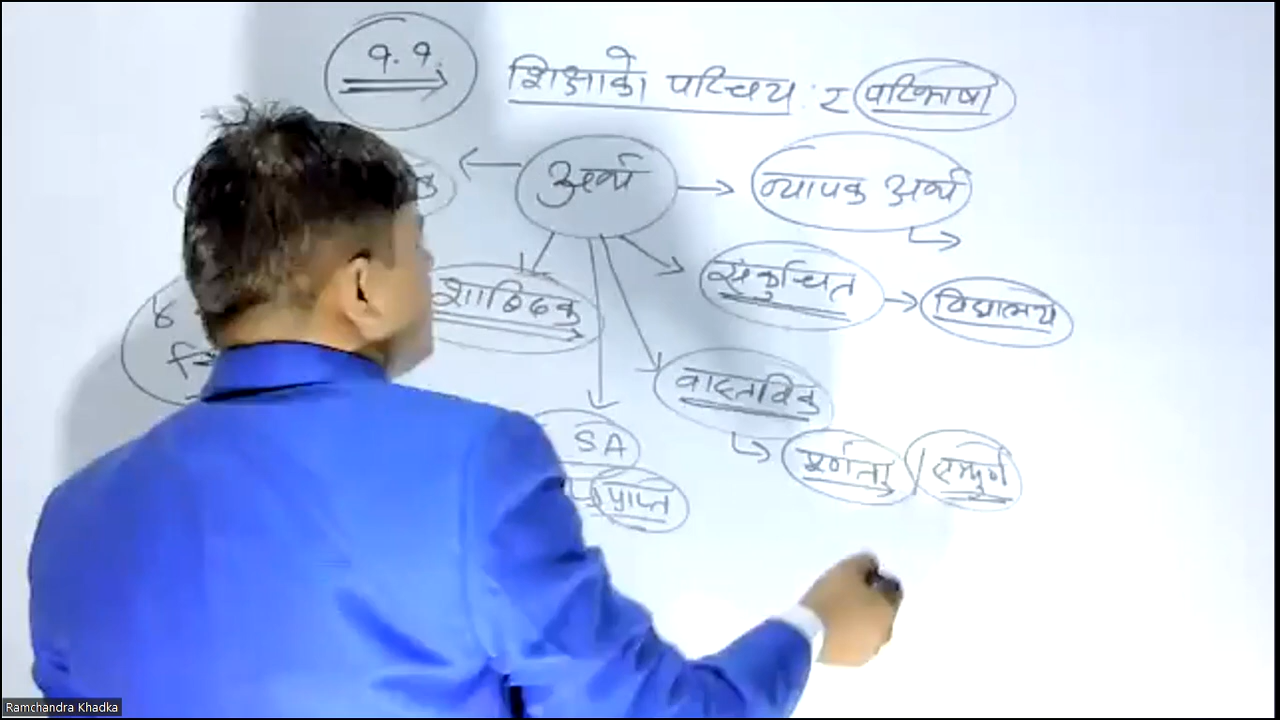 १.१.
शिक्षाको परिचय र परिभाषा
अर्थ
व्यापक अर्थ
शाब्दिक
संकुचित
विद्यालय
वास्तविक
SA
पूर्णता / सम्पूर्ण
प्राप्त
Ramchandra Khadka